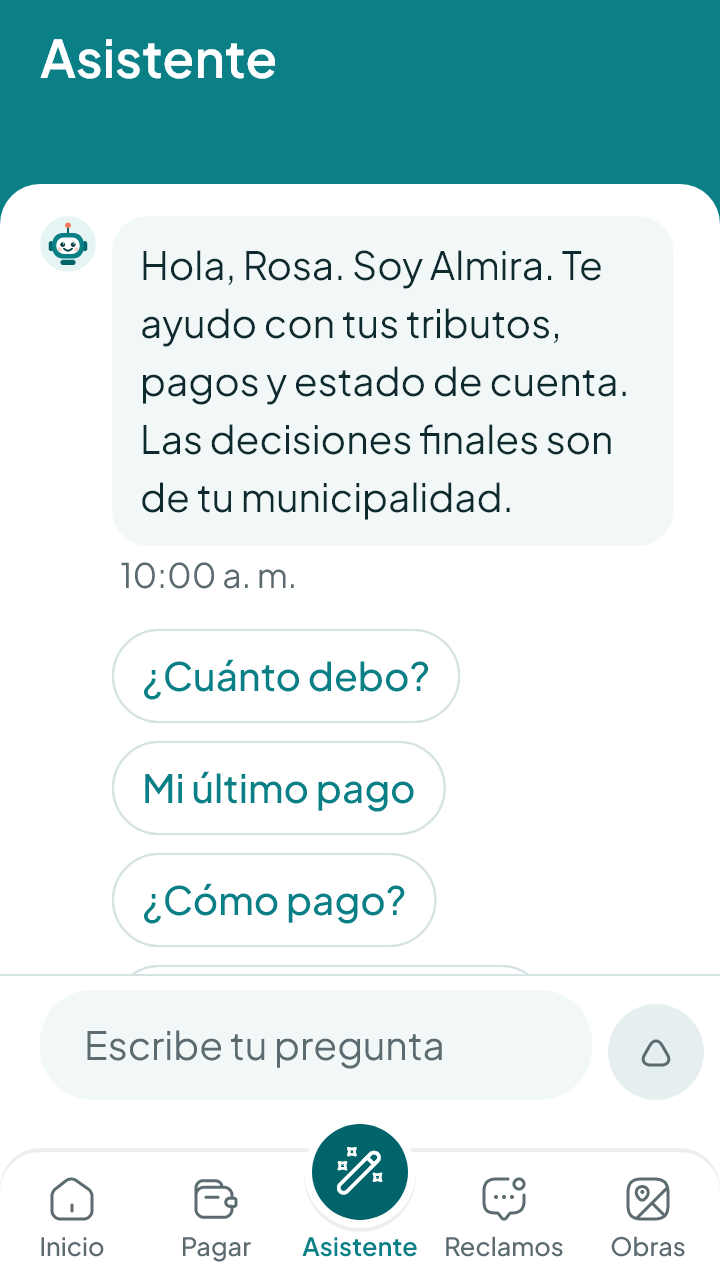 Asistente
Hola, Rosa. Soy Almira. Te
ayudo con tus tributos,
pagos y estado de cuenta.
Las decisiones finales son
de tu municipalidad.
10:00 a. m.
¿Cuánto debo?
Mi último pago
¿Cómo pago?
Escribe tu pregunta
Inicio
Pagar
Asistente
Reclamos
Obras